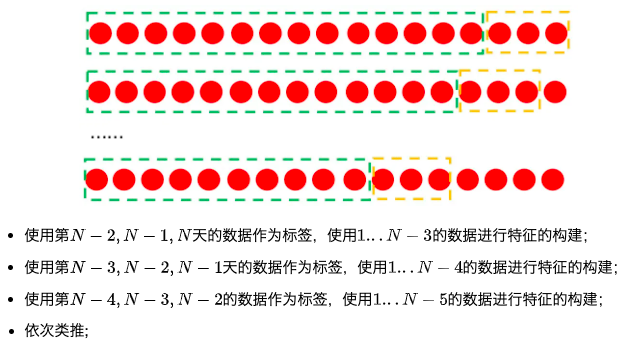 ......
• 使用第N − 2, N − 1, N天的数据作为标签，使用1...N − 3的数据进行特征的构建；
• 使用第N − 3, N − 2, N − 1天的数据作为标签，使用1...N − 4的数据进行特征的构建；
• 使用第N − 4, N − 3, N − 2的数据作为标签，使用1...N − 5的数据进行特征的构建；
• 依次类推；